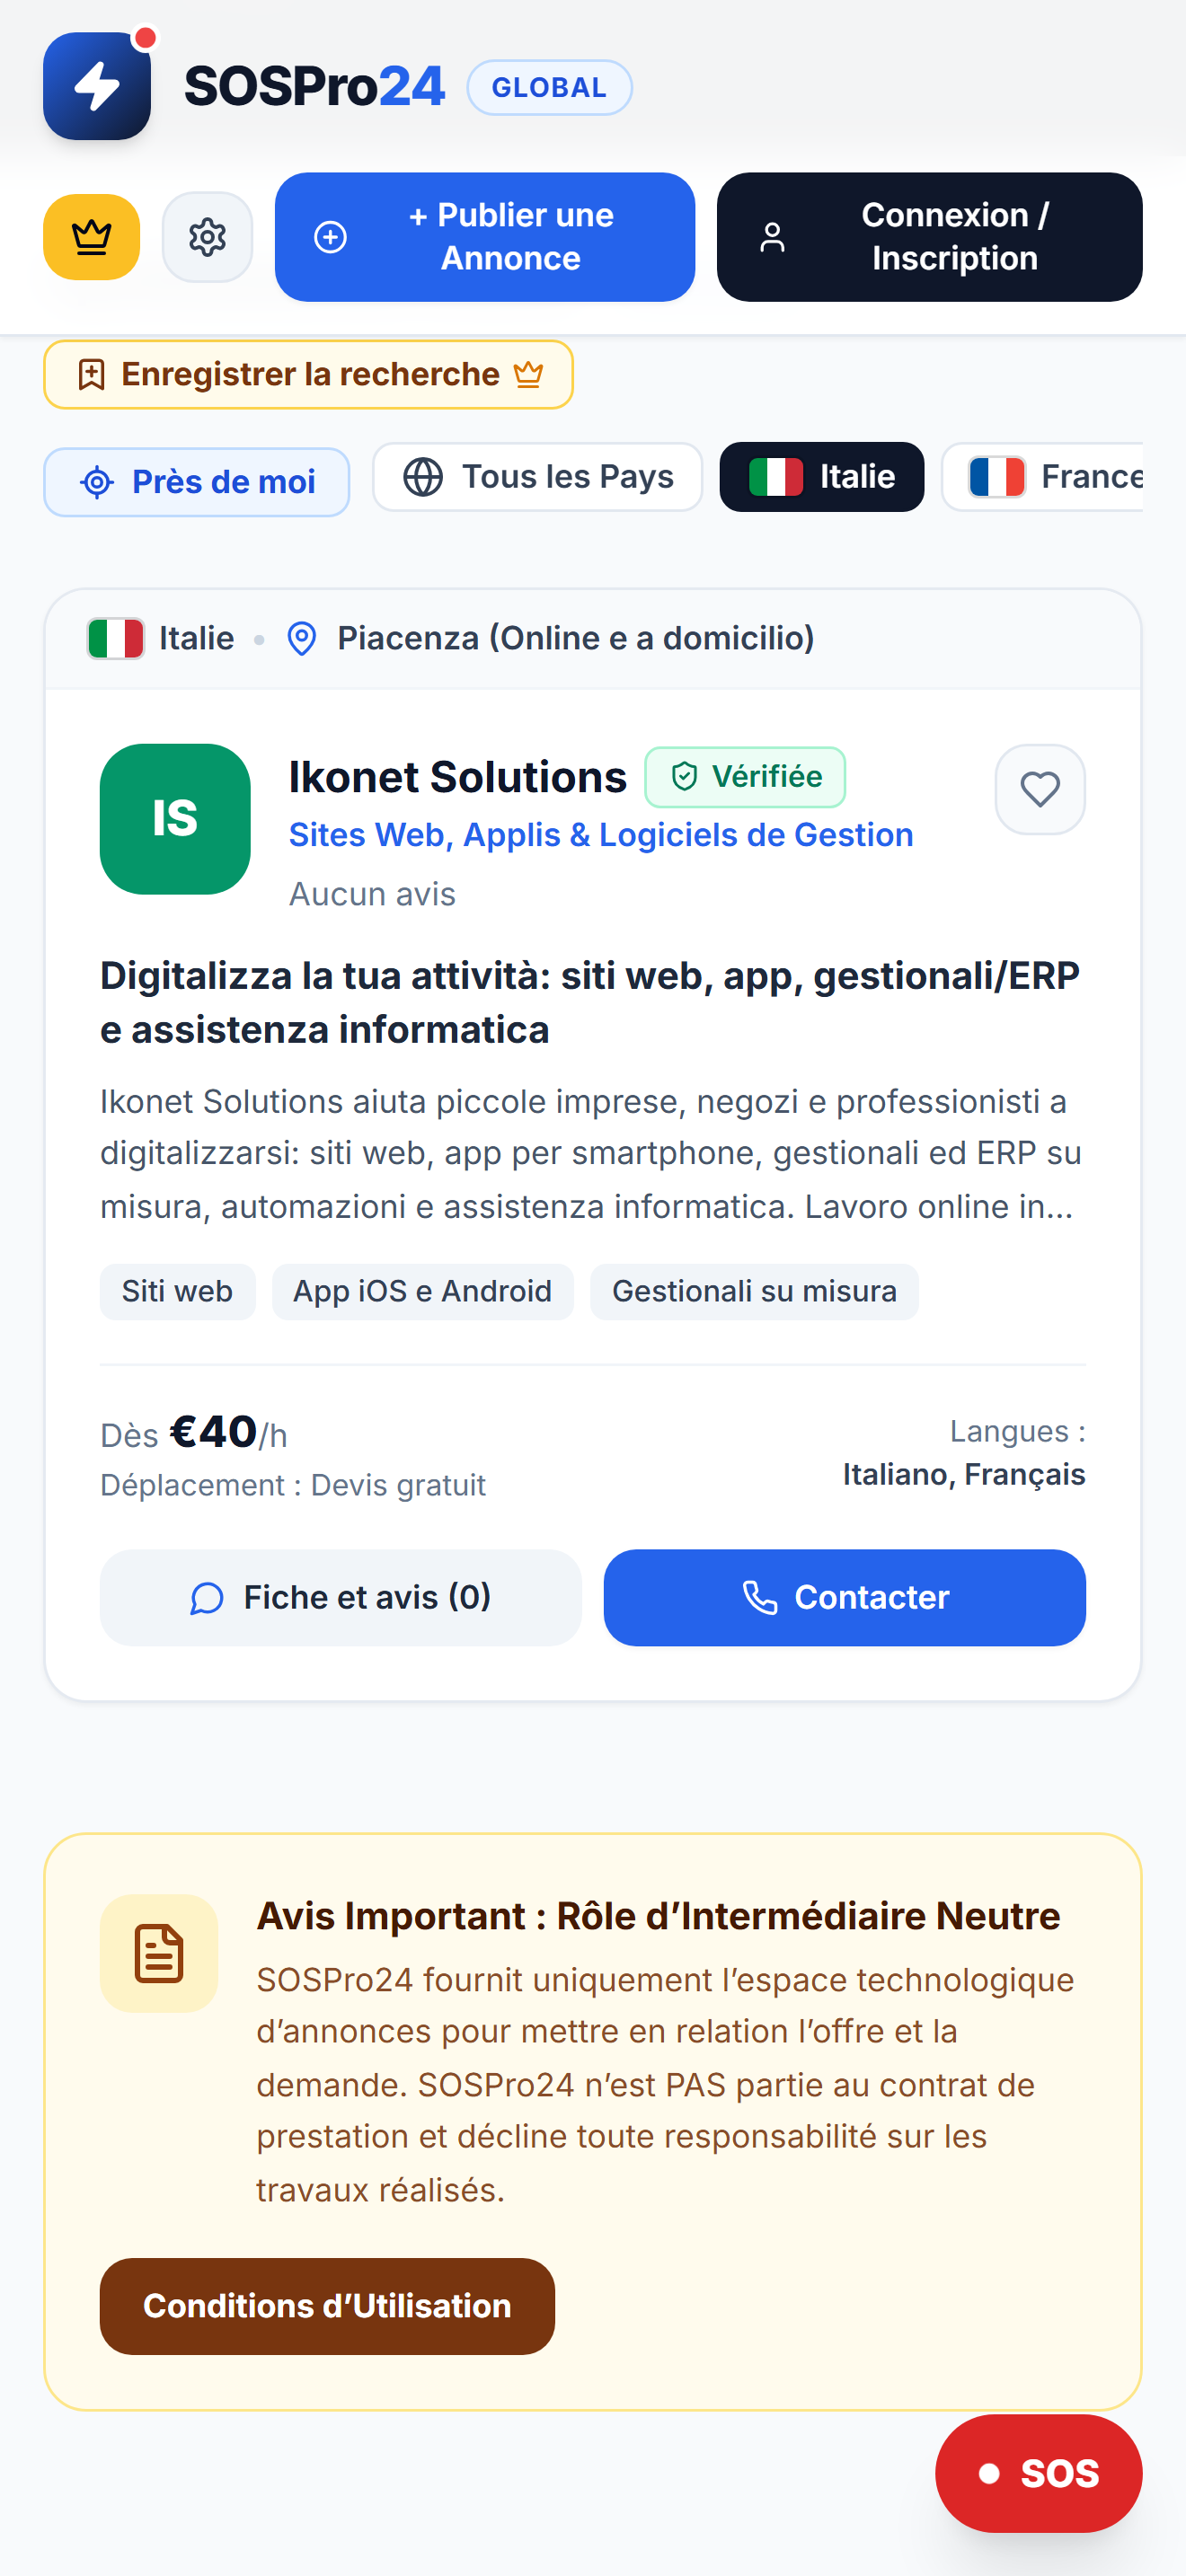 SOSPro24 GLOBAL
+ Publier une
Annonce
Connexion /
Inscription
Enregistrer la recherche
Près de moi
Tous les Pays
Italie
France
Italie • Piacenza (Online e a domicilio)
IS
Ikonet Solutions
Vérifiée
Sites Web, Applis & Logiciels de Gestion
Aucun avis
Digitalizza la tua attività: siti web, app, gestionali/ERP
e assistenza informatica
Ikonet Solutions aiuta piccole imprese, negozi e professionisti a
digitalizzarsi: siti web, app per smartphone, gestionali ed ERP su
misura, automazioni e assistenza informatica. Lavoro online in...
Siti web
App iOS e Android
Gestionali su misura
Dès €40/h
Déplacement : Devis gratuit
Langues :
Italiano, Français
Fiche et avis (0)
Contacter
Avis Important : Rôle d’Intermédiaire Neutre
SOSPro24 fournit uniquement l’espace technologique
d’annonces pour mettre en relation l’offre et la
demande. SOSPro24 n’est PAS partie au contrat de
prestation et décline toute responsabilité sur les
travaux réalisés.
Conditions d’Utilisation
SOS